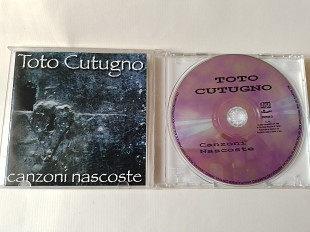 Toto Cutugno
canzoni nascoste
TOTO
CUTUGNO
Canzoni
Nascoste